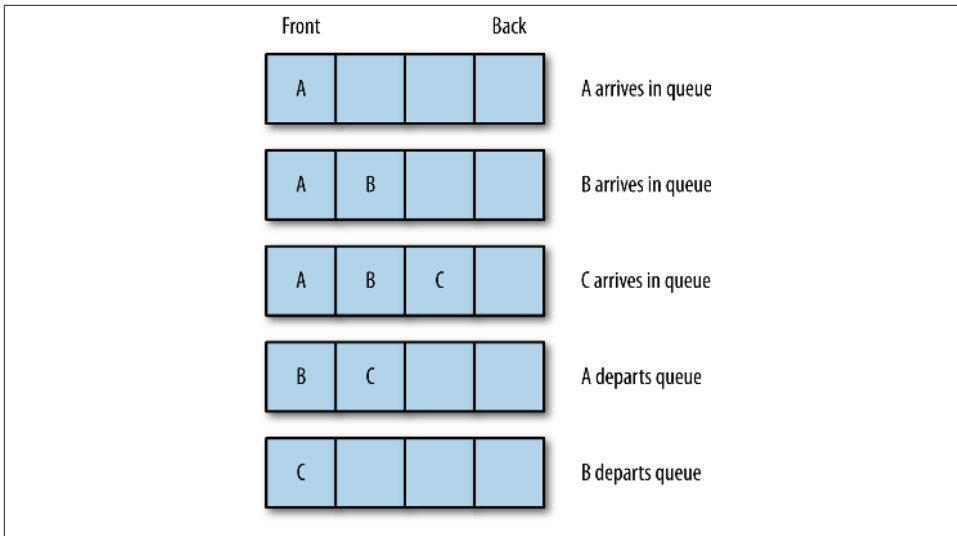 Front Back
A A arrives in queue
A B B arrives in queue
A B C C arrives in queue
B C A departs queue
C B departs queue